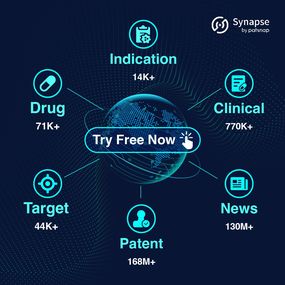 Synapse
by patsnap
Indication
14K+
Drug
71K+
Clinical
770K+
Try Free Now
Target
44K+
News
130M+
Patent
168M+